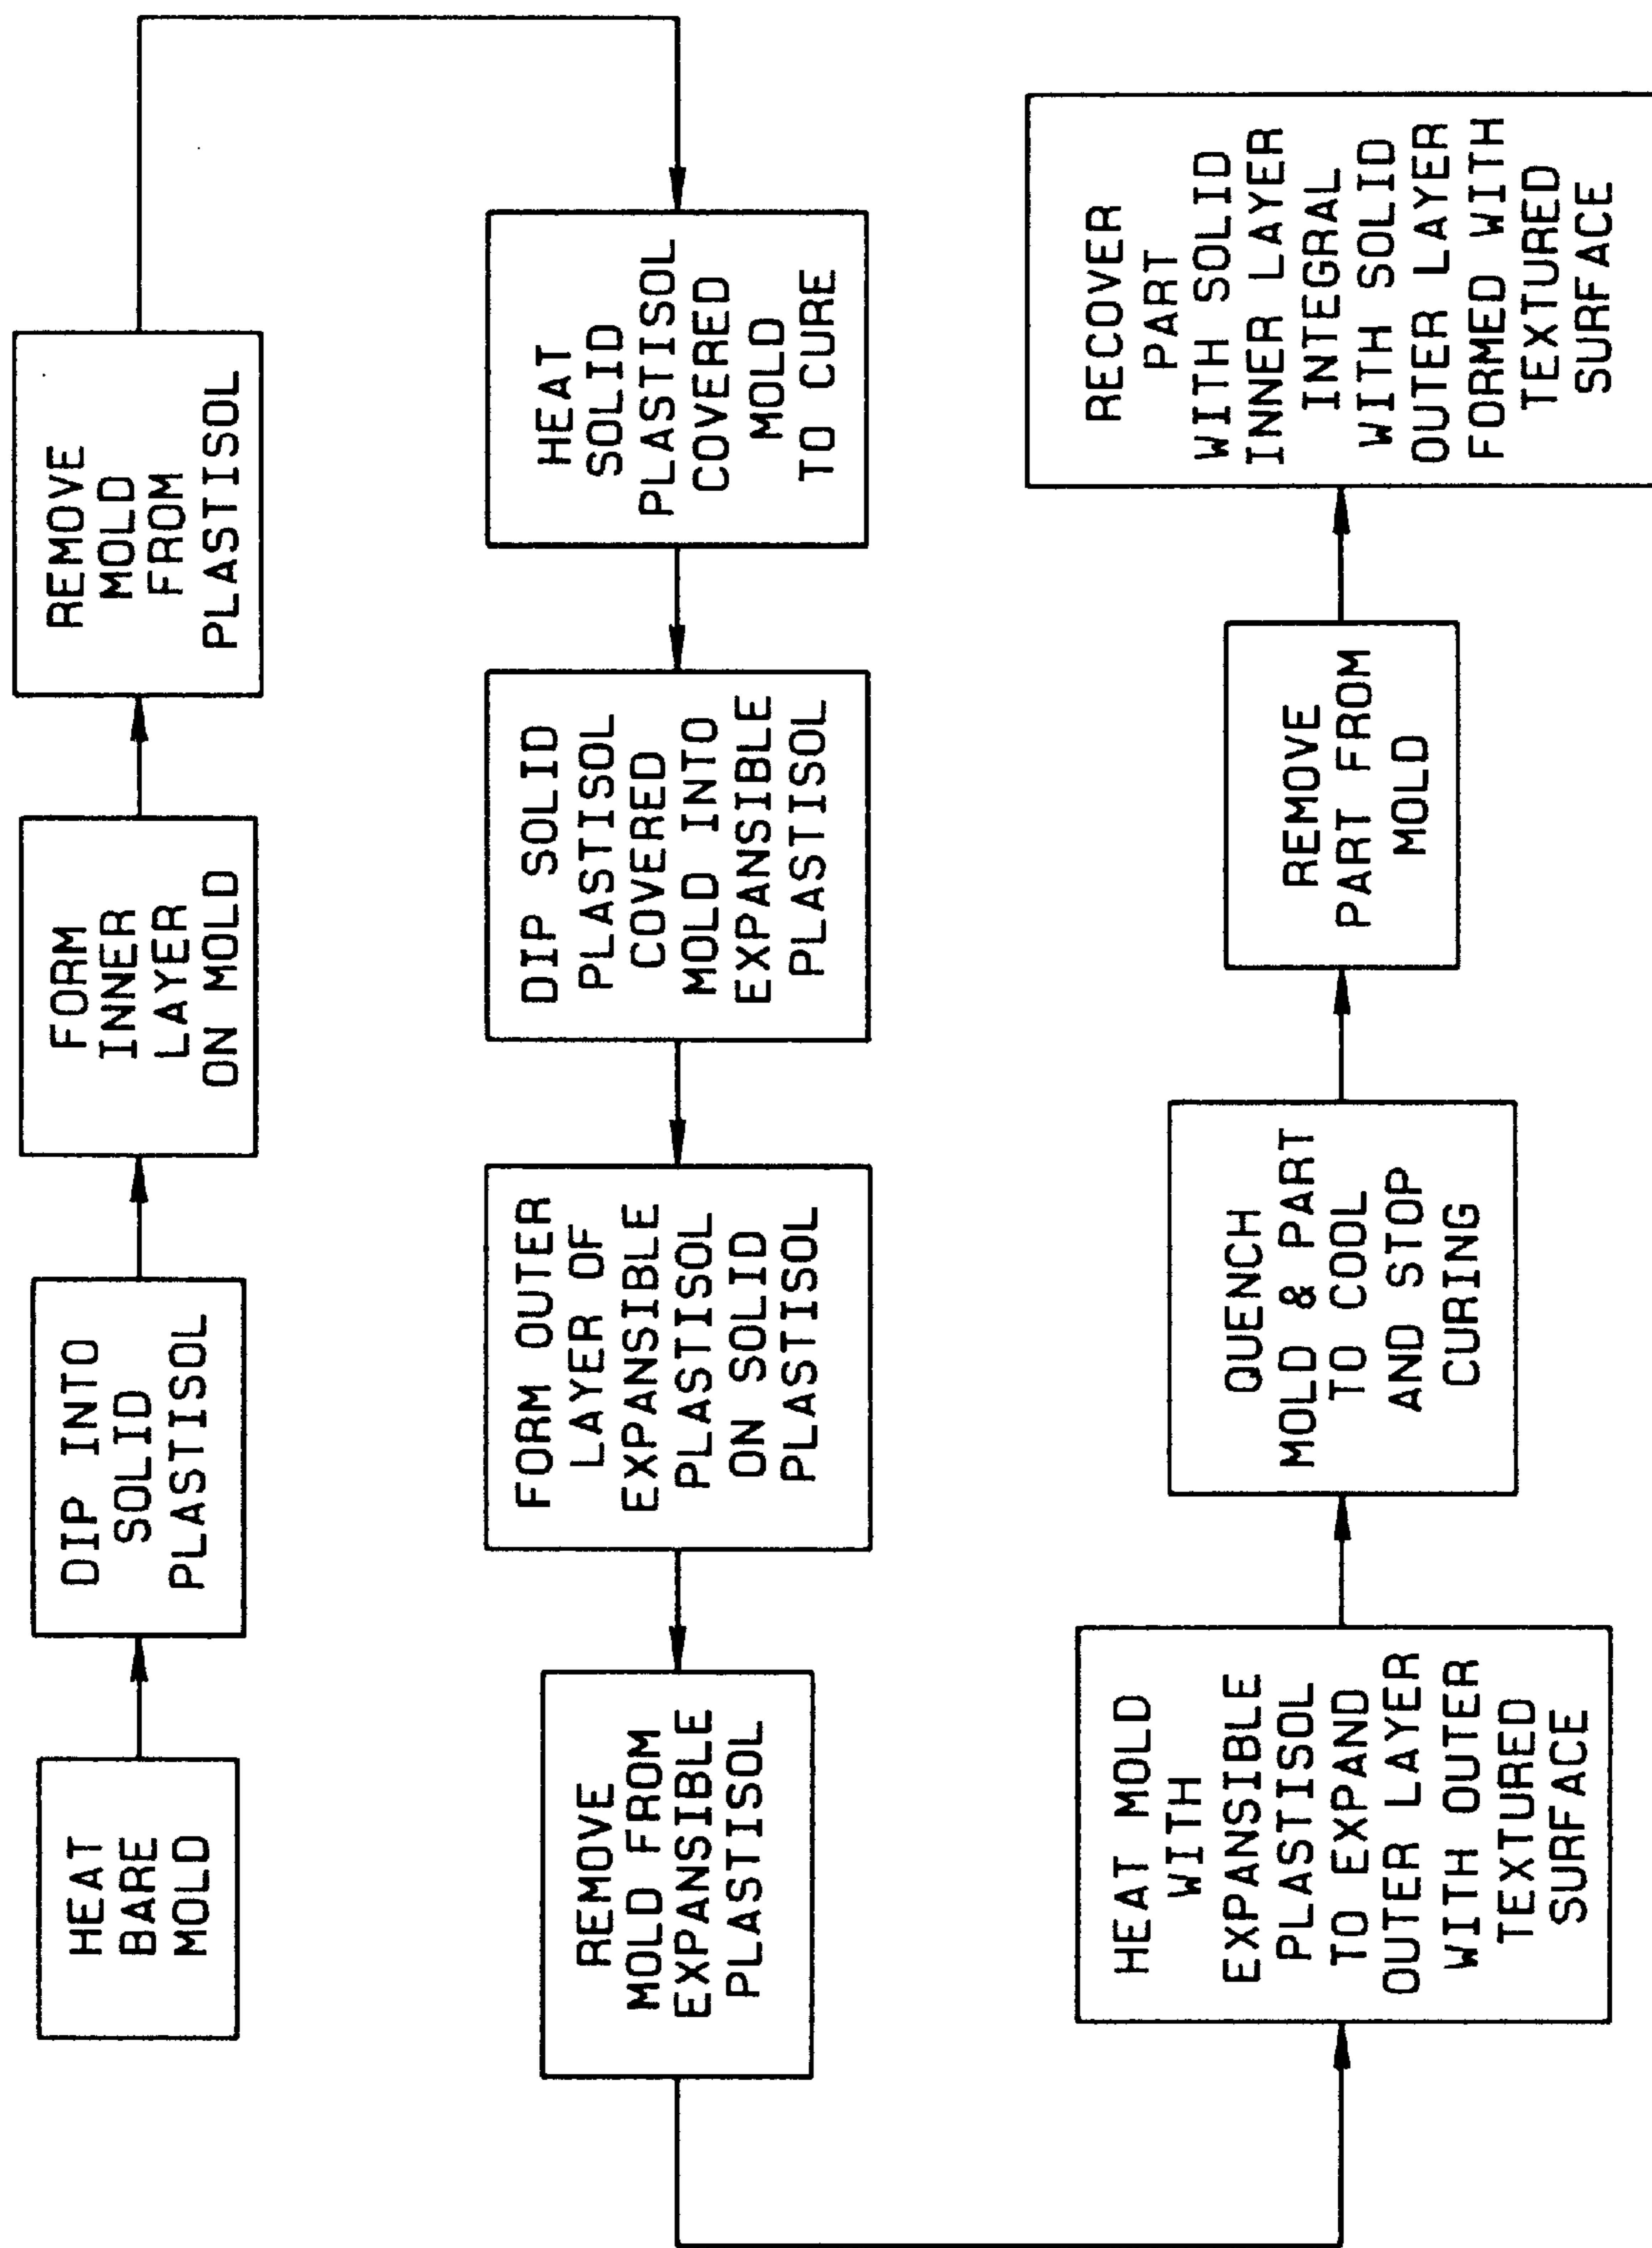 HEAT
BARE
MOLD
DIP INTO
SOLID
PLASTISOL
FORM
INNER
LAYER
ON MOLD
REMOVE
MOLD
FROM
PLASTISOL
HEAT
SOLID
PLASTISOL
COVERED
MOLD
TO CURE
DIP SOLID
PLASTISOL
COVERED
MOLD INTO
EXPANSIBLE
PLASTISOL
FORM OUTER
LAYER OF
EXPANSIBLE
PLASTISOL
ON SOLID
PLASTISOL
REMOVE
MOLD FROM
EXPANSIBLE
PLASTISOL
HEAT MOLD
WITH
EXPANSIBLE
PLASTISOL
TO EXPAND
OUTER LAYER
WITH OUTER
TEXTURED
SURFACE
QUENCH
MOLD & PART
TO COOL
AND STOP
CURING
REMOVE
PART FROM
MOLD
RECOVER
PART
WITH SOLID
INNER LAYER
INTEGRAL
WITH SOLID
OUTER LAYER
FORMED WITH
TEXTURED
SURFACE